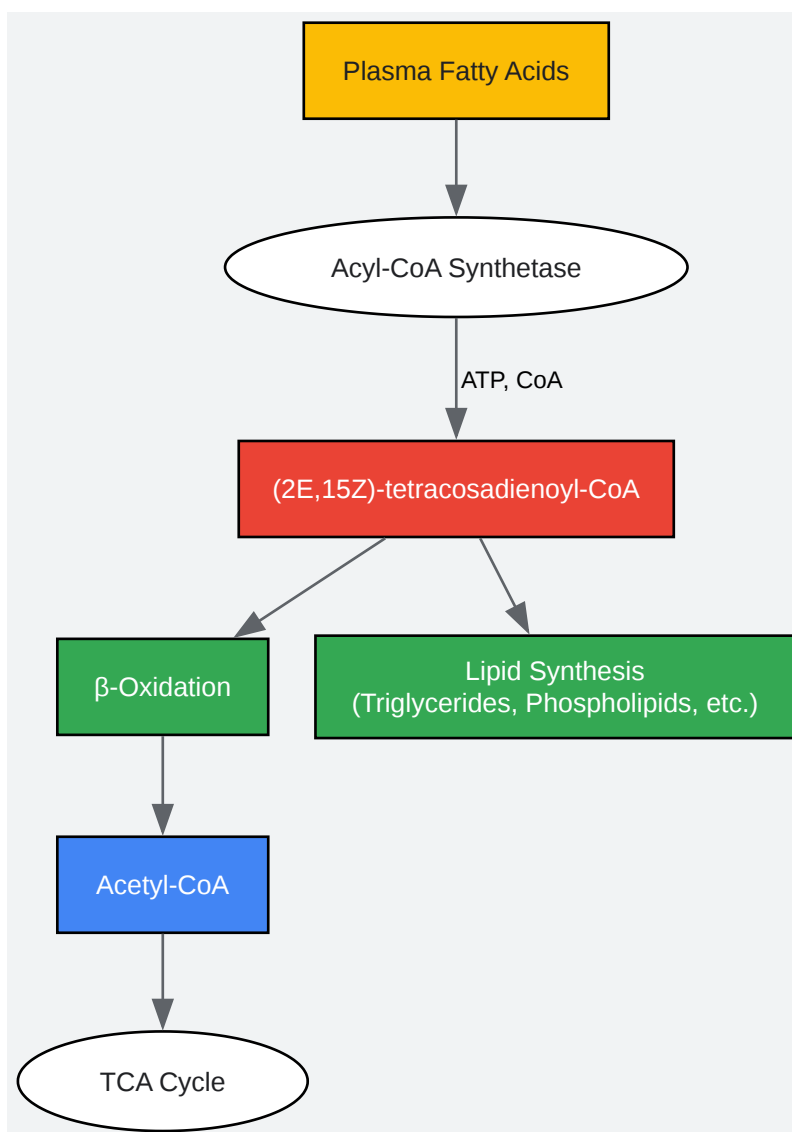 Plasma Fatty Acids
Acyl-CoA Synthetase
ATP, CoA
(2E,15Z)-tetracosadienoyl-CoA
β-Oxidation
Lipid Synthesis
(Triglycerides, Phospholipids, etc.)
Acetyl-CoA
TCA Cycle